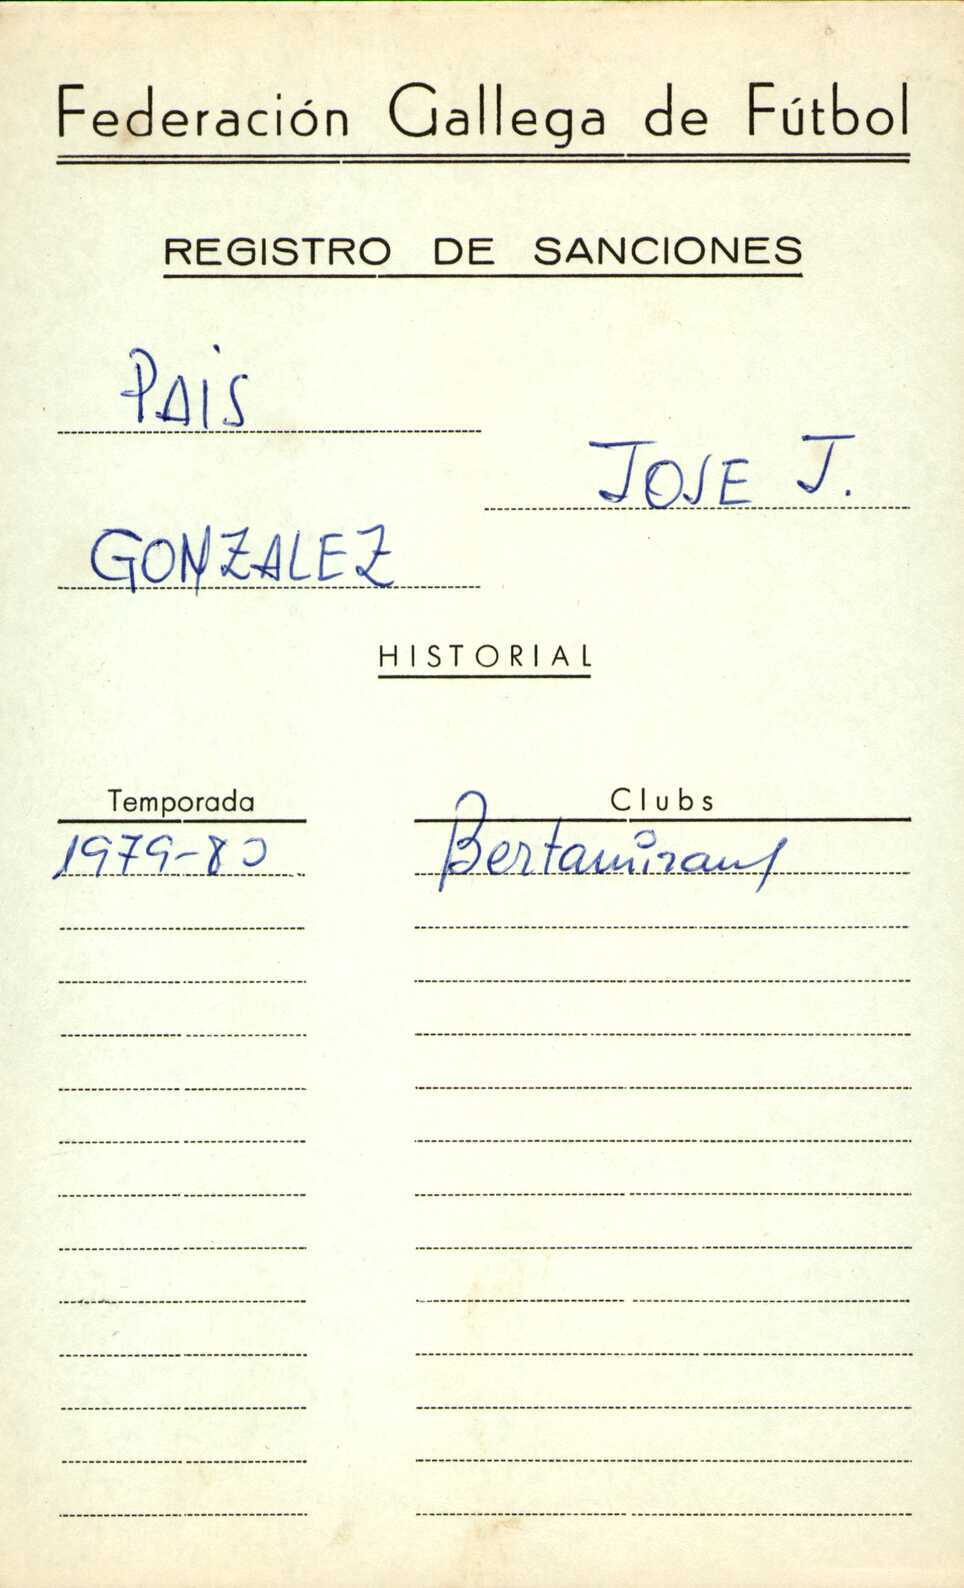 Federación Gallega de Fútbol
REGISTRO DE SANCIONES
PAIS
JOSE J.
GONZALEZ
HISTORIAL
Temporada Clubs
1979-80 Bertamirans